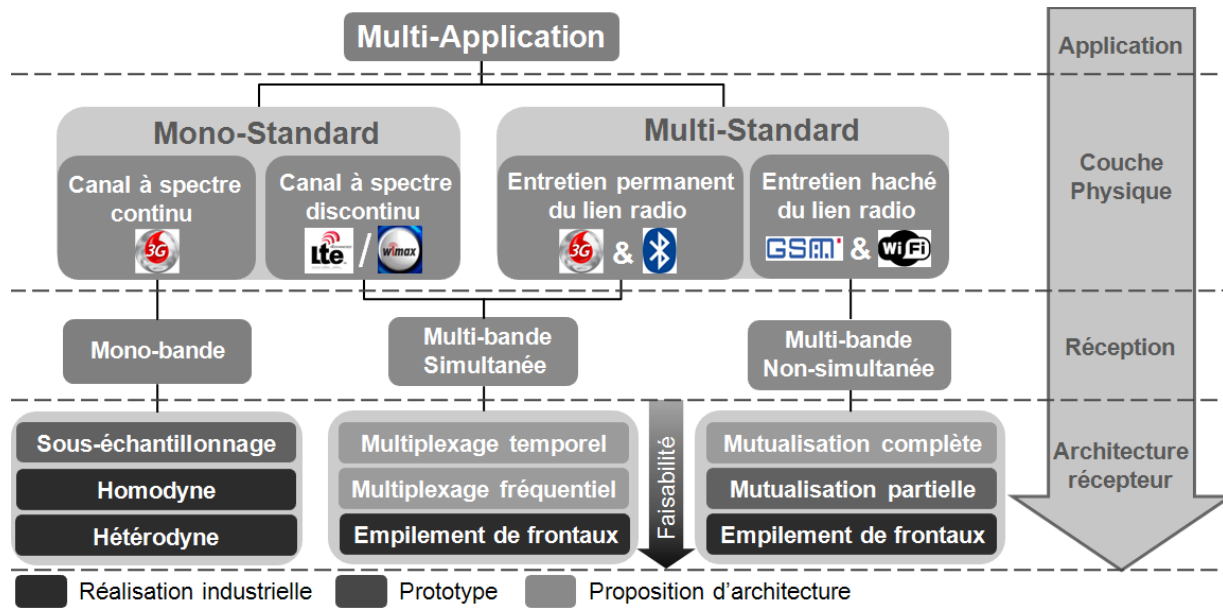 Multi-Application
Application
Mono-Standard
Multi-Standard
Canal à spectre
continu
3G
Canal à spectre
discontinu
lte / wimax
Entretien permanent
du lien radio
3G &
Entretien haché
du lien radio
GSM & WiFi
Couche
Physique
Mono-bande
Multi-bande
Simultanée
Multi-bande
Non-simultanée
Réception
Sous-échantillonnage
Homodyne
Hétérodyne
Multiplexage temporel
Multiplexage fréquentiel
Empilement de frontaux
Faisabilité
Mutualisation complète
Mutualisation partielle
Empilement de frontaux
Architecture
récepteur
Réalisation industrielle
Prototype
Proposition d'architecture